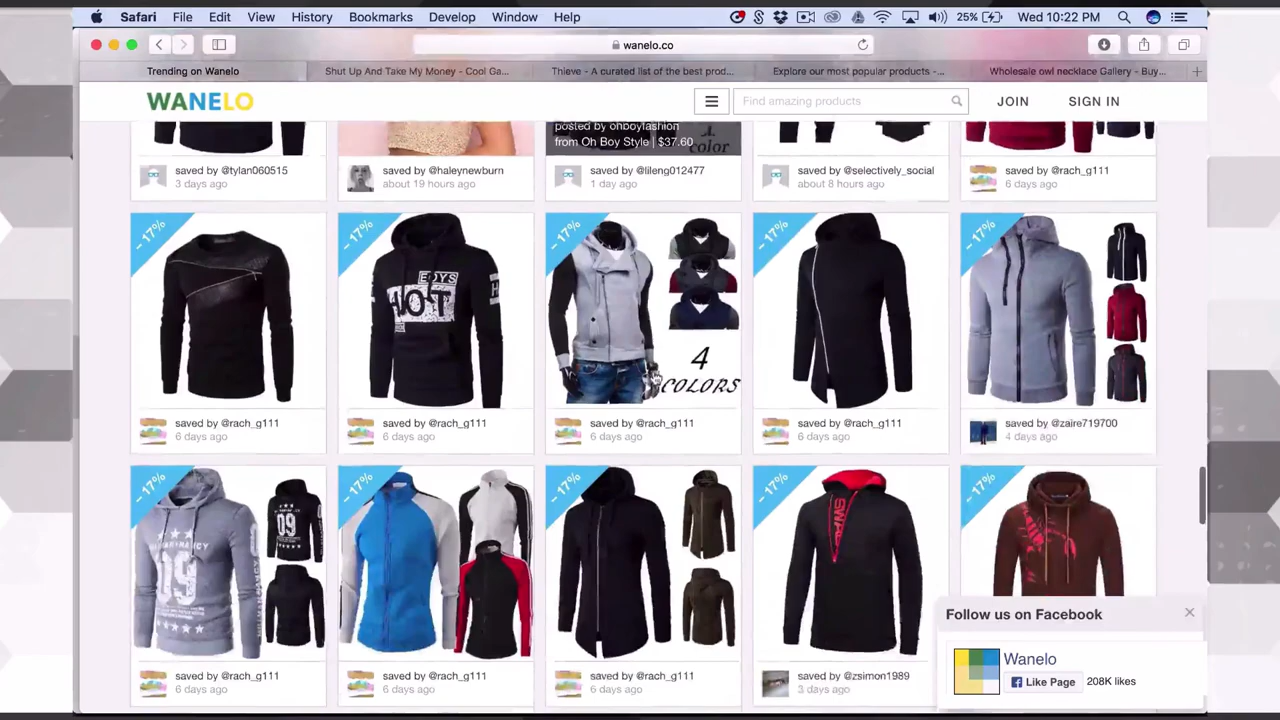 Safari File Edit View History Bookmarks Develop Window Help 25% Wed 10:22 PM
wanelo.co
Trending on Wanelo
Shut Up And Take My Money - Cool Ga...
Thieve - A curated list of the best prod...
Explore our most popular products -...
Wholesale owl necklace Gallery - Buy...
WANELO
Find amazing products
JOIN
SIGN IN
posted by ohboyfashion
from Oh Boy Style | $37.60
color
saved by @tylan060515
3 days ago
saved by @haleynewburn
about 19 hours ago
saved by @lileng012477
1 day ago
saved by @selectively_social
about 8 hours ago
saved by @rach_g111
6 days ago
- 17%
- 17%
BOYS
HOT
- 17%
4
COLORS
- 17%
- 17%
saved by @rach_g111
6 days ago
saved by @rach_g111
6 days ago
saved by @rach_g111
6 days ago
saved by @rach_g111
6 days ago
saved by @zaire719700
4 days ago
- 17%
09
- 17%
- 17%
- 17%
- 17%
saved by @rach_g111
6 days ago
saved by @rach_g111
6 days ago
saved by @rach_g111
6 days ago
saved by @zsimon1989
3 days ago
Follow us on Facebook
Wanelo
Like Page
208K likes